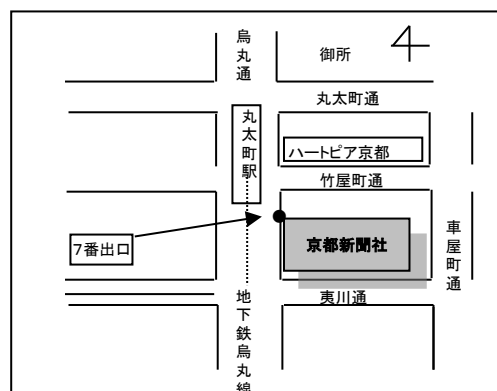 烏丸通
御所
丸太町通
丸太町駅
ハートピア京都
竹屋町通
7番出口
京都新聞社
車屋町通
夷川通
地下鉄烏丸線